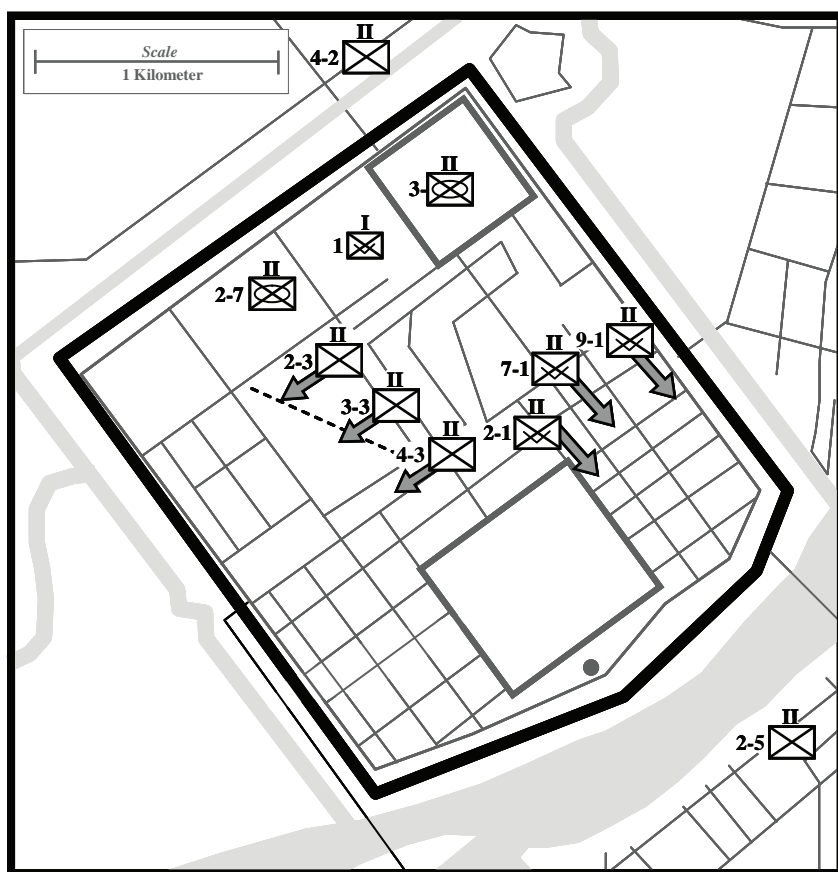 Scale
1 Kilometer
II
4-2
II
3-
I
1
II
2-7
II
2-3
II
3-3
II
4-3
II
9-1
II
7-1
II
2-1
II
2-5